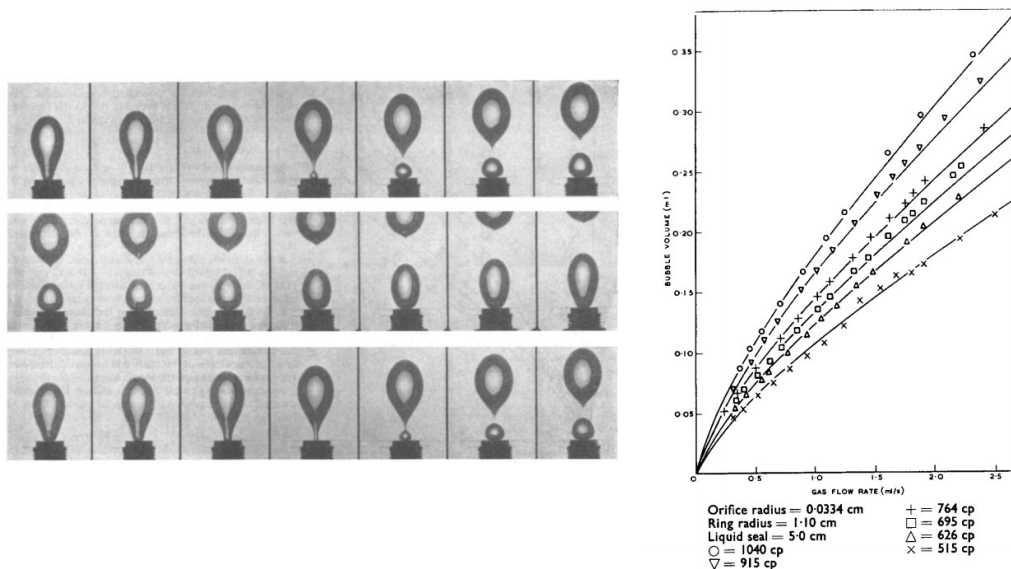 BUBBLE VOLUME (ml)
0·35
0·30
0·25
0·20
0·15
0·10
0·05
0 0·5 1·0 1·5 2·0 2·5
GAS FLOW RATE (ml/s)
Orifice radius = 0·0334 cm
Ring radius = 1·10 cm
Liquid seal = 5·0 cm
○ = 1040 cp
▽ = 915 cp
+ = 764 cp
□ = 695 cp
△ = 626 cp
× = 515 cp